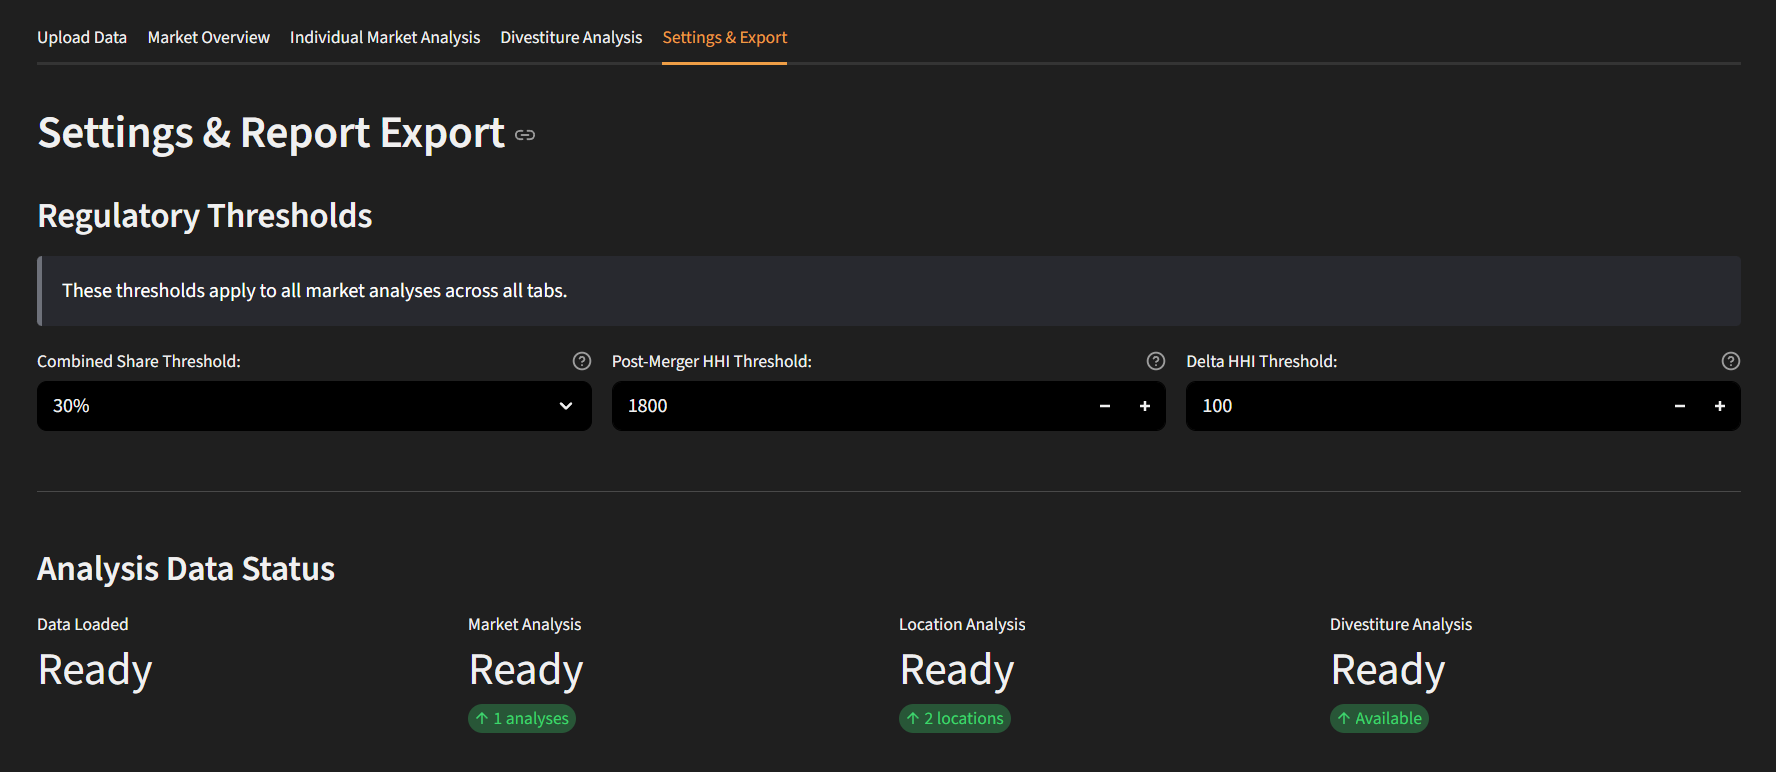 Upload Data Market Overview Individual Market Analysis Divestiture Analysis Settings & Export
Settings & Report Export
Regulatory Thresholds
These thresholds apply to all market analyses across all tabs.
Combined Share Threshold: Post-Merger HHI Threshold: Delta HHI Threshold:
30% 1800 100
Analysis Data Status
Data Loaded Market Analysis Location Analysis Divestiture Analysis
Ready Ready Ready Ready
↑ 1 analyses ↑ 2 locations ↑ Available